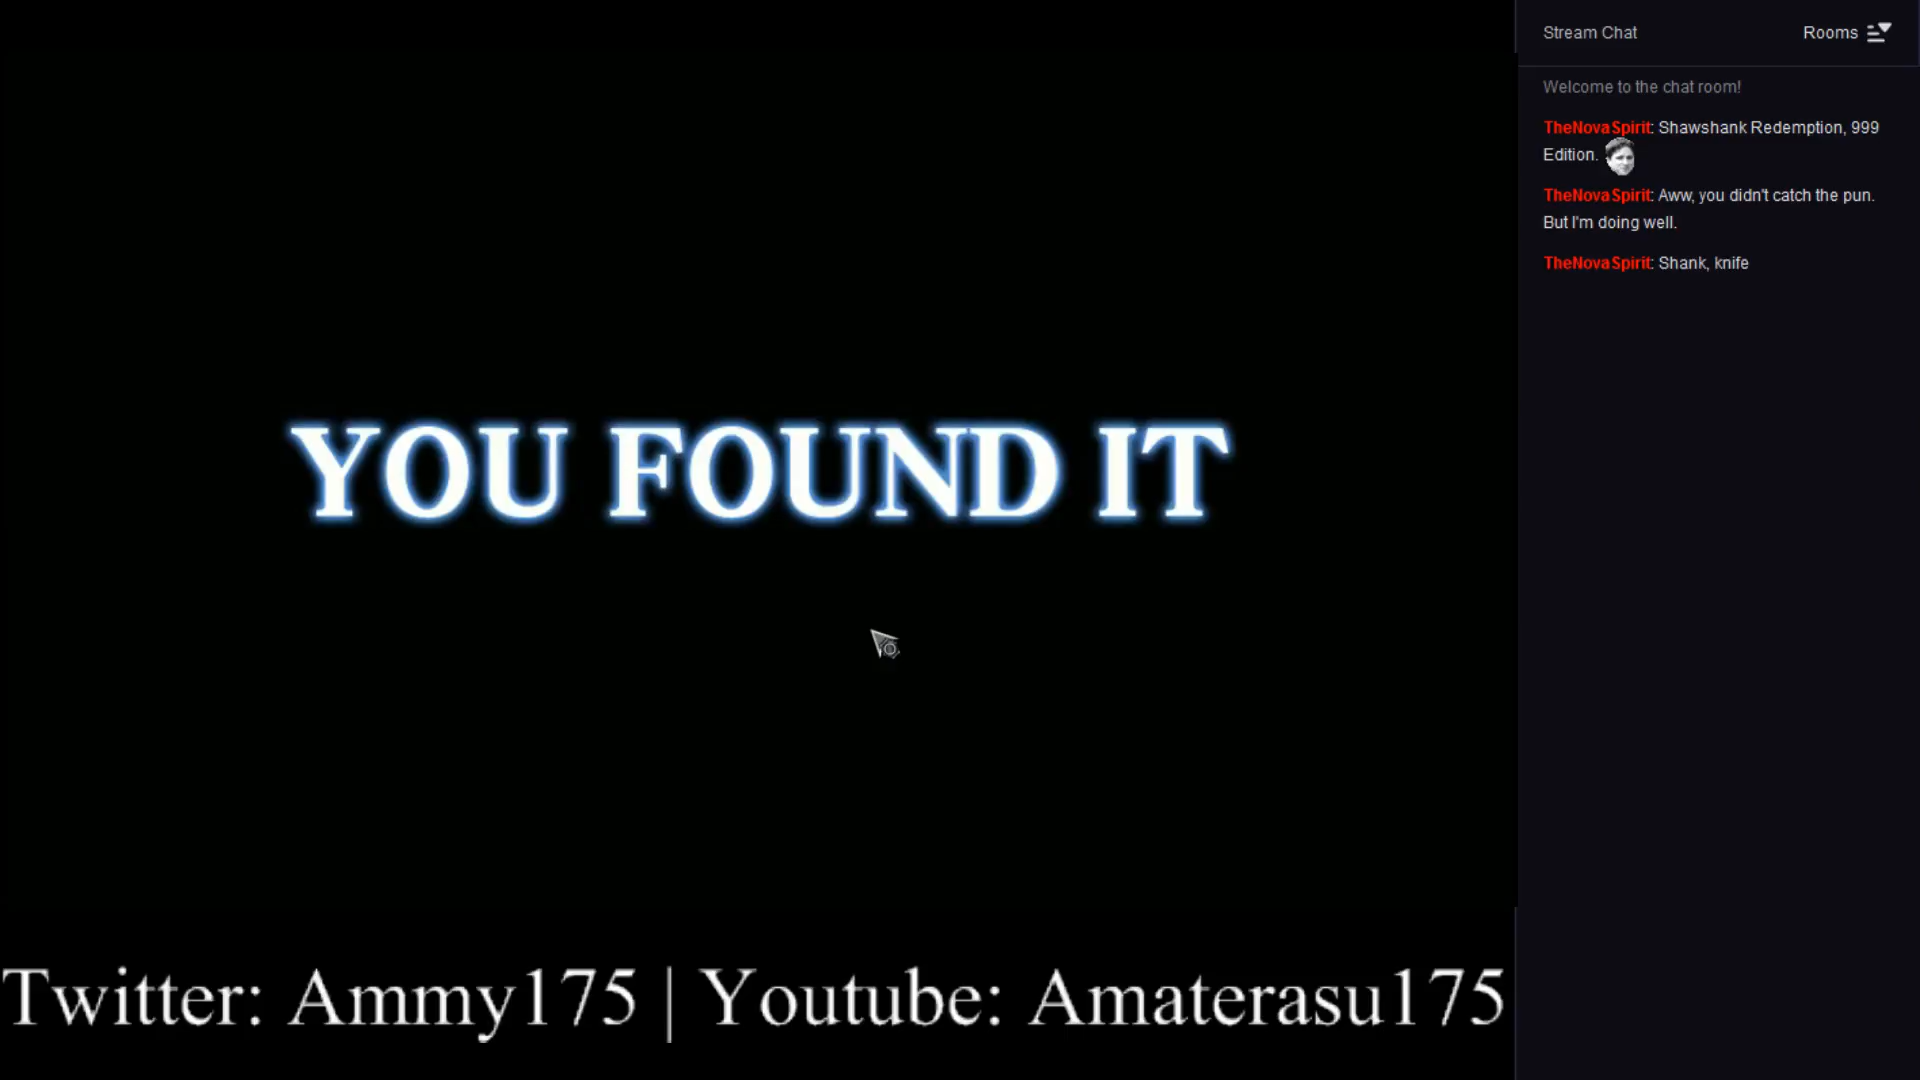 Stream Chat
Rooms
Welcome to the chat room!
TheNovaSpirit: Shawshank Redemption, 999
Edition.
TheNovaSpirit: Aww, you didn't catch the pun.
But I'm doing well.
TheNovaSpirit: Shank, knife
YOU FOUND IT
Twitter: Ammy175 | Youtube: Amaterasu175